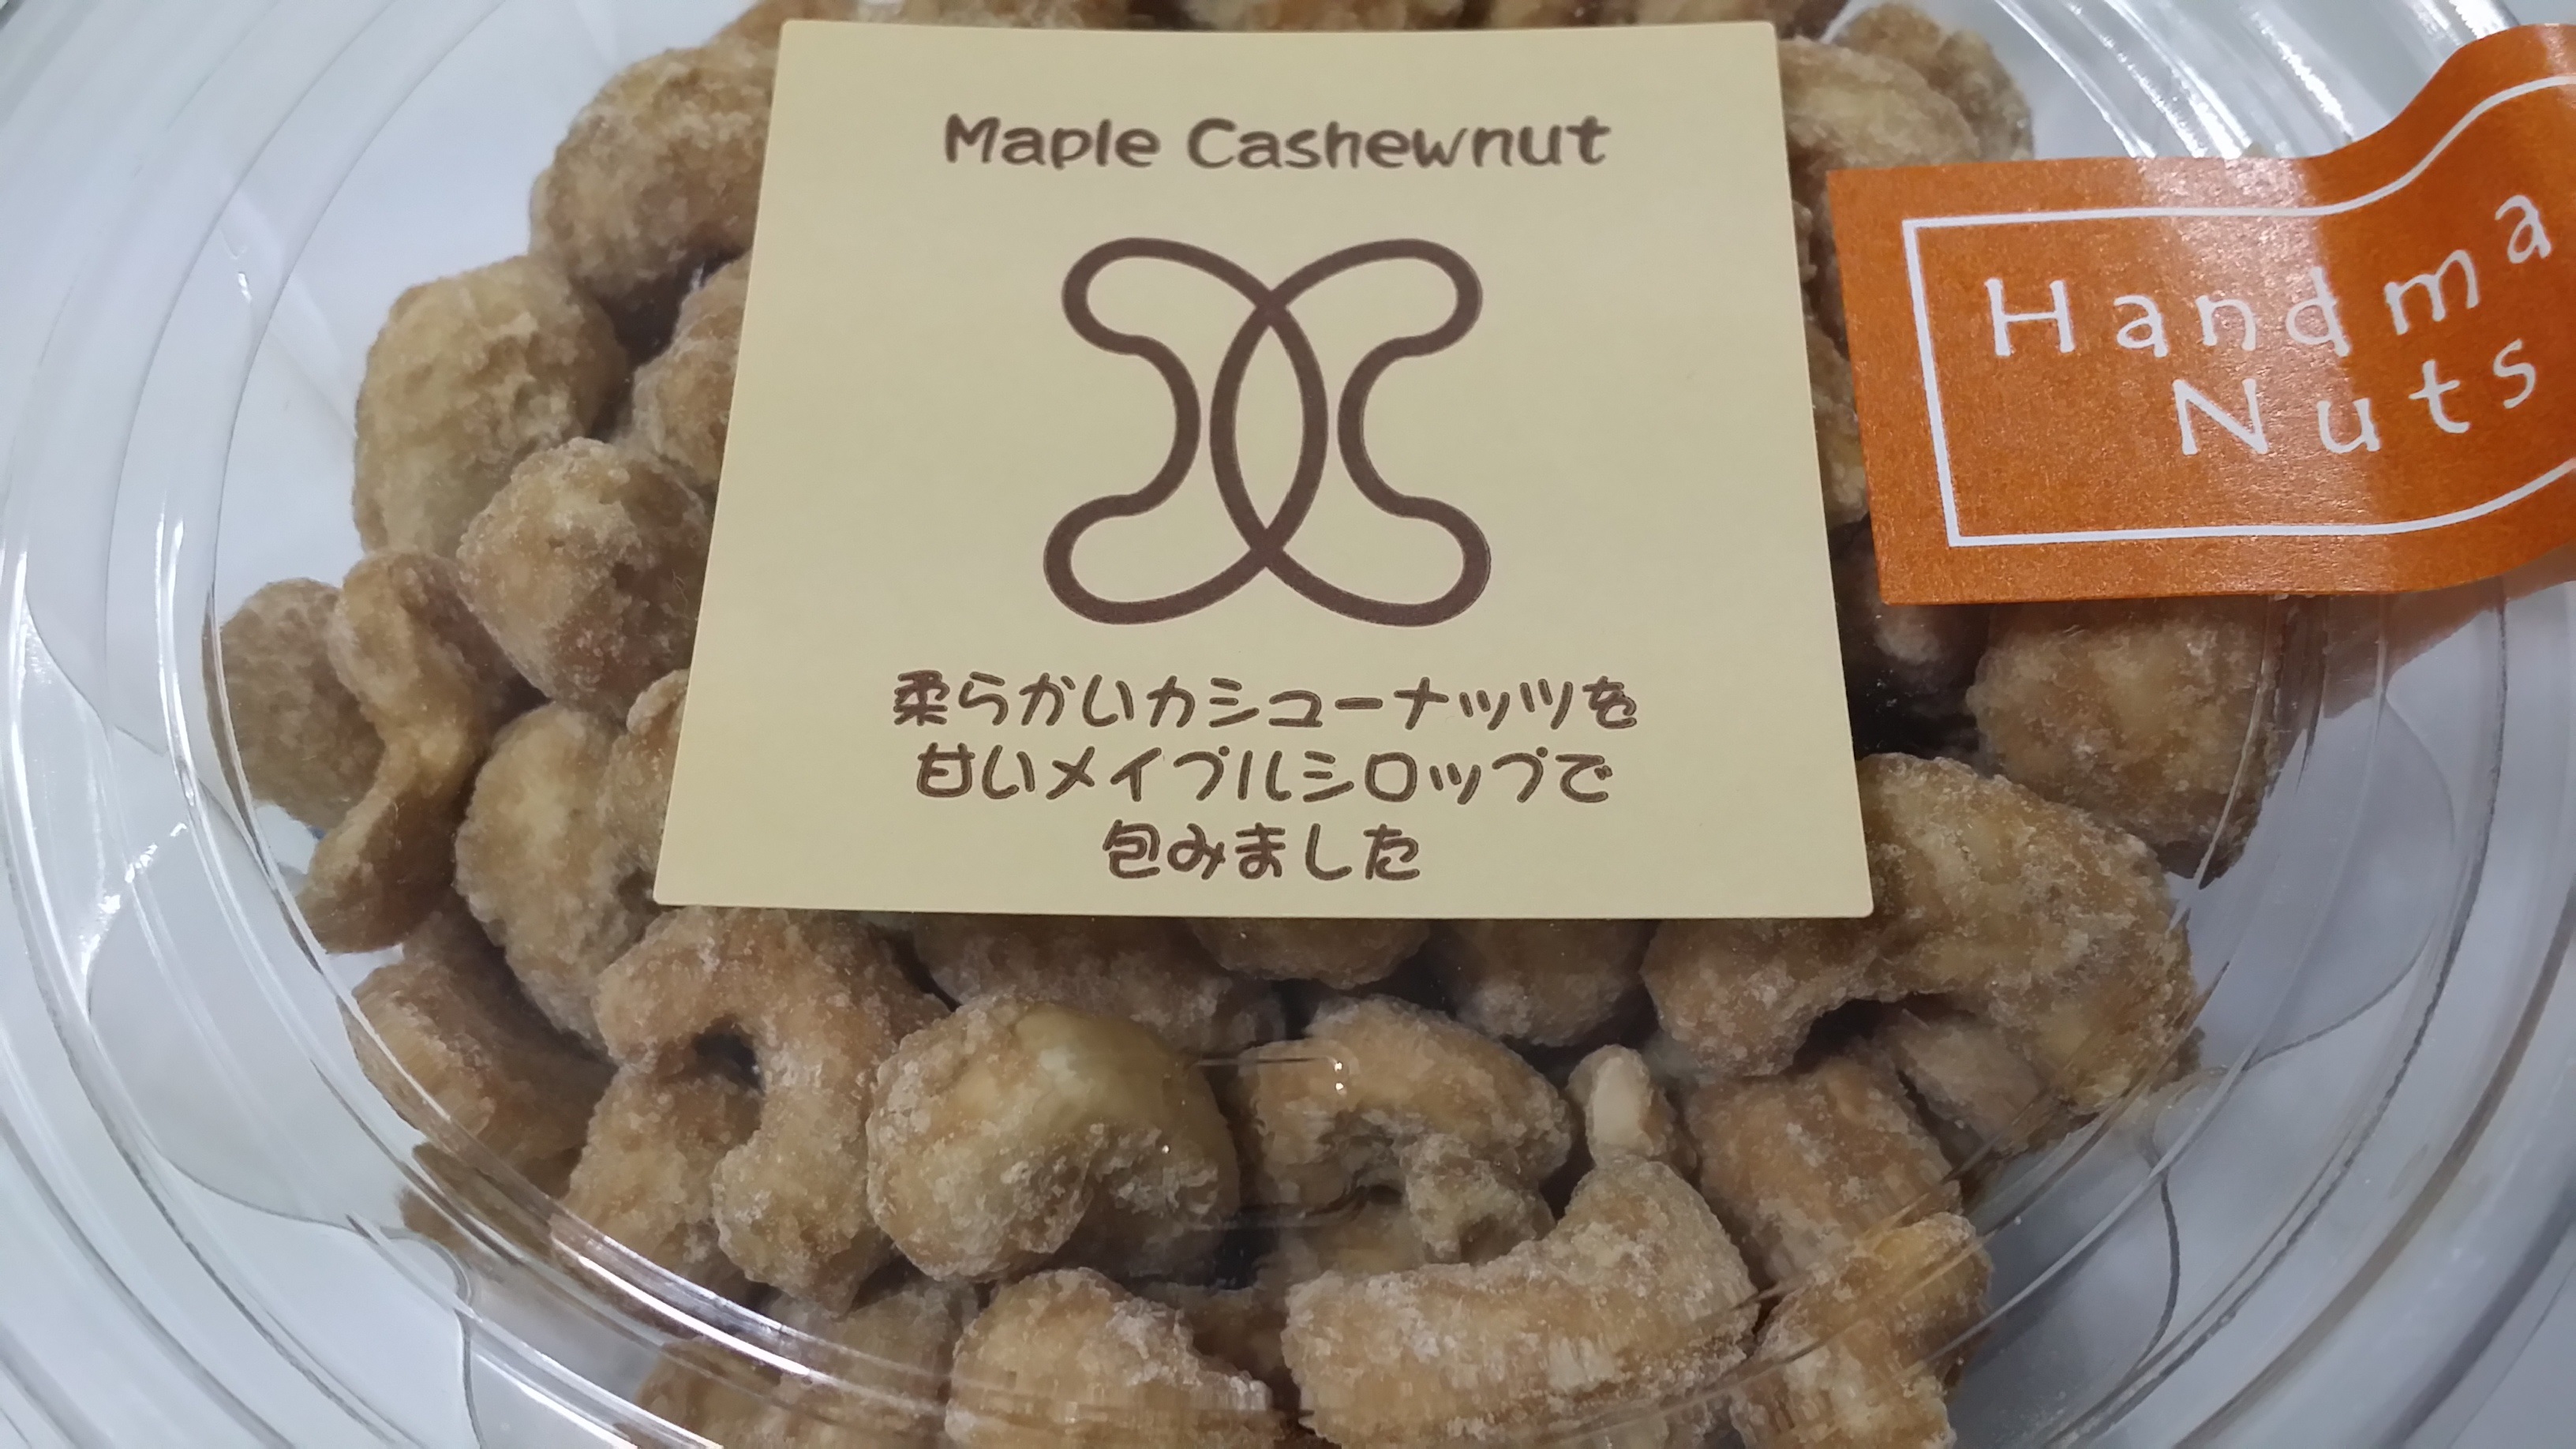 Maple Cashewnut
柔らかいカシューナッツを
甘いメイプルシロップで
包みました
Handma
Nuts